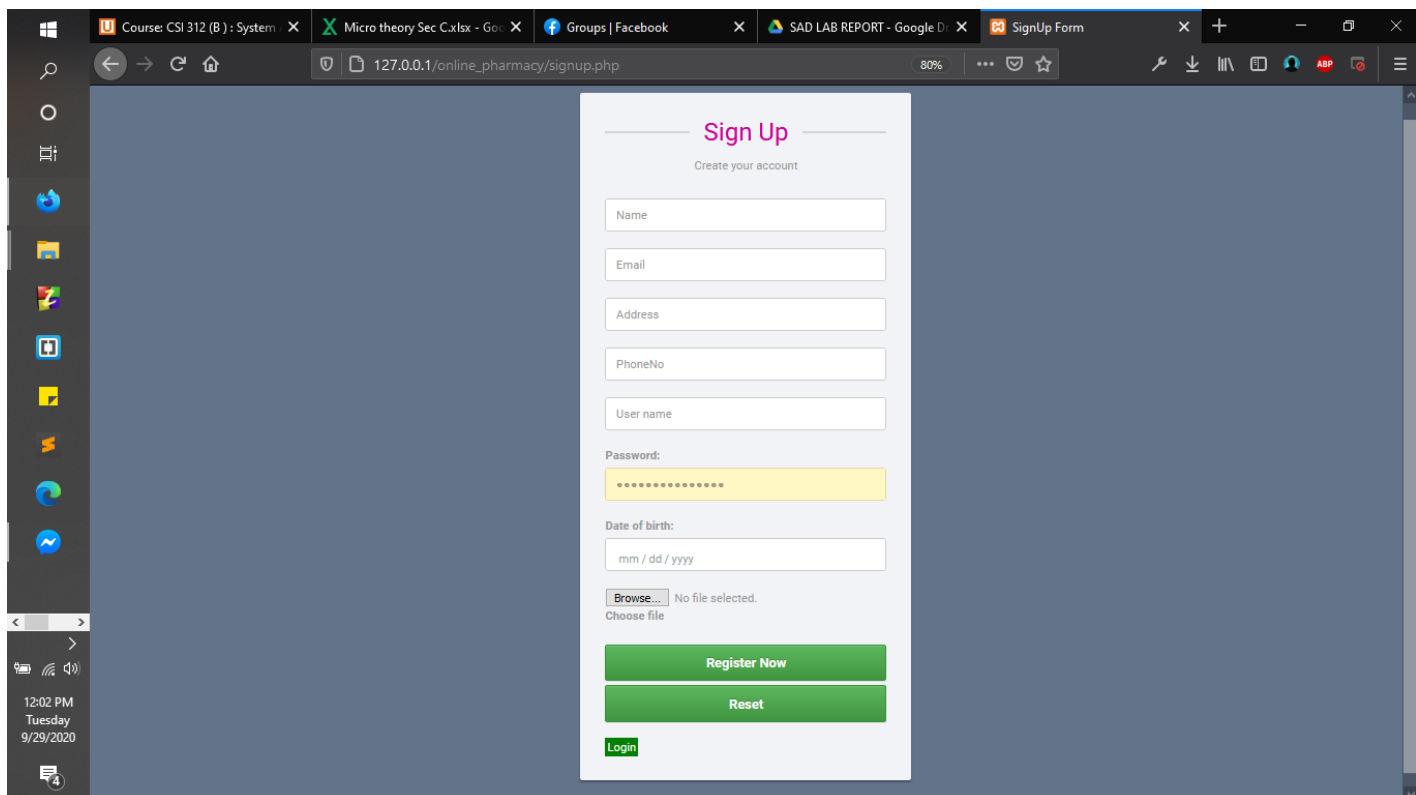 Course: CSI 312 (B ) : System
Micro theory Sec C.xlsx - Goo
Groups | Facebook
SAD LAB REPORT - Google Dr
SignUp Form
127.0.0.1/online_pharmacy/signup.php
80%
ABP
Sign Up
Create your account
Name
Email
Address
PhoneNo
User name
Password:
Date of birth:
mm / dd / yyyy
Browse... No file selected.
Choose file
Register Now
Reset
Login
12:02 PM
Tuesday
9/29/2020
4